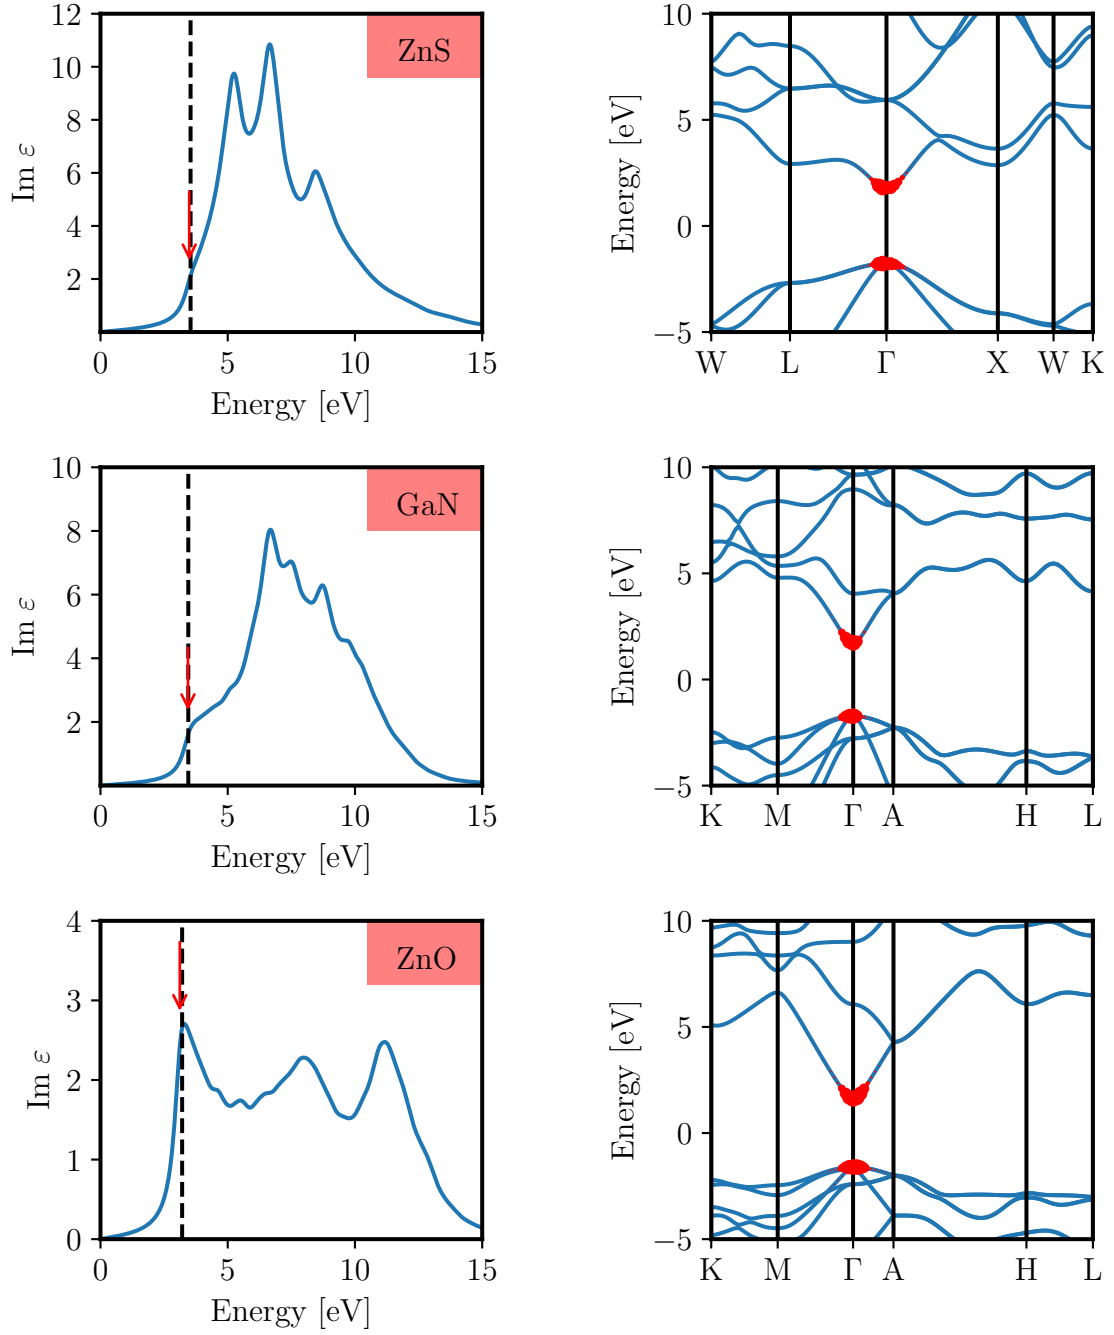 12
10
8
6
4
2
0
5
10
15
Im ε
Energy [eV]
ZnS
10
5
0
−5
Energy [eV]
W
L
Γ
X
W
K
10
8
6
4
2
0
5
10
15
Im ε
Energy [eV]
GaN
10
5
0
−5
Energy [eV]
K
M
Γ
A
H
L
4
3
2
1
0
0
5
10
15
Im ε
Energy [eV]
ZnO
10
5
0
−5
Energy [eV]
K
M
Γ
A
H
L